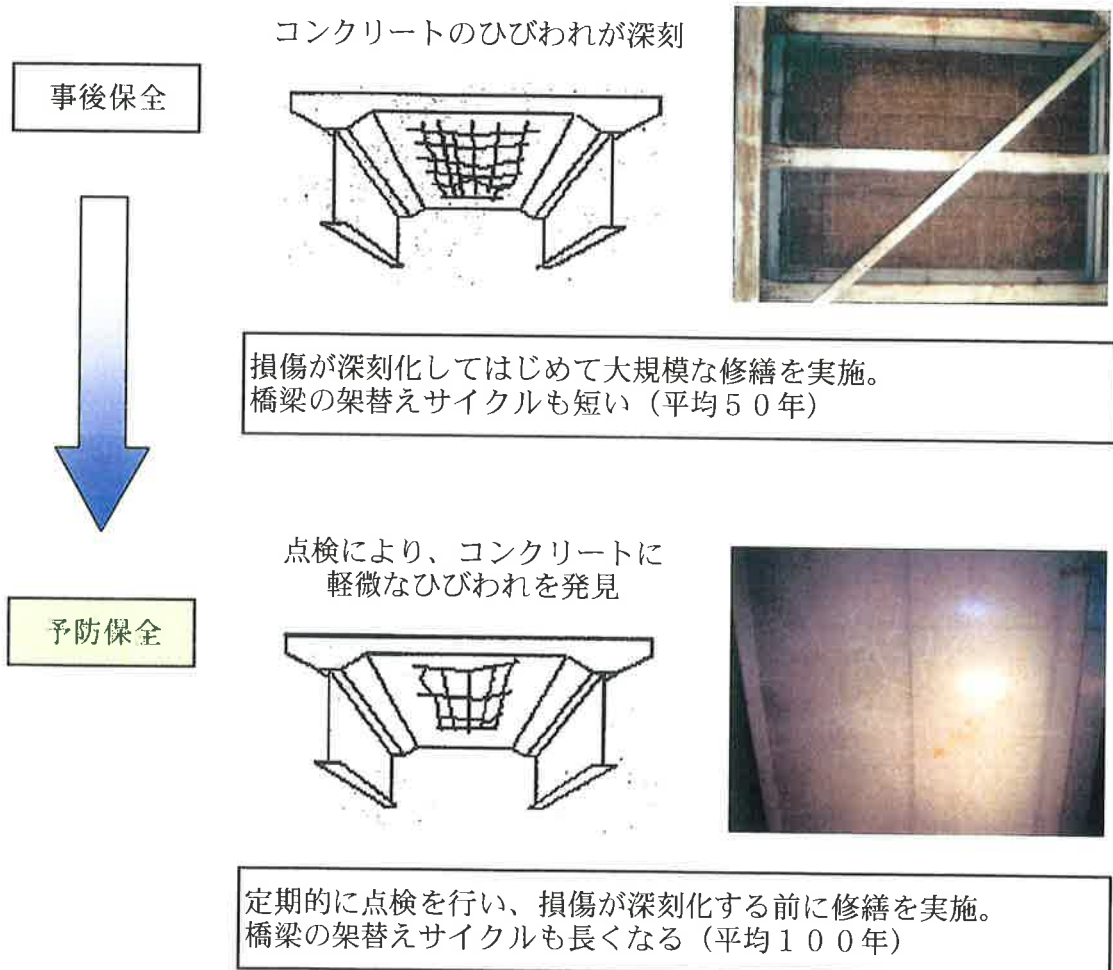 コンクリートのひびわれが深刻
事後保全
損傷が深刻化してはじめて大規模な修繕を実施。
橋梁の架替えサイクルも短い（平均５０年）
点検により、コンクリートに
軽微なひびわれを発見
予防保全
定期的に点検を行い、損傷が深刻化する前に修繕を実施。
橋梁の架替えサイクルも長くなる（平均１００年）